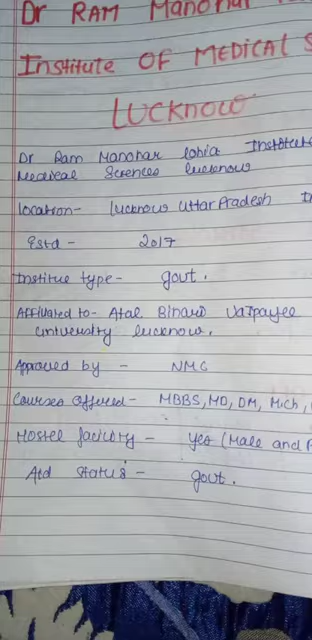 Dr RAM Manohar
Institute OF MEDICAL S
LUCKNOW
Dr Ram Manohar lohia Institute
Medical Sciences lucknow
location- lucknow Uttar Pradesh In
Estd - 2017
Institue type - govt.
Affiliated to- Atal Bihari Vajpayee
University lucknow.
Approved by - NMC
Courses offered - MBBS, MD, DM, Mch,
Hostel facility - yes (Male and F
Aid status - govt.